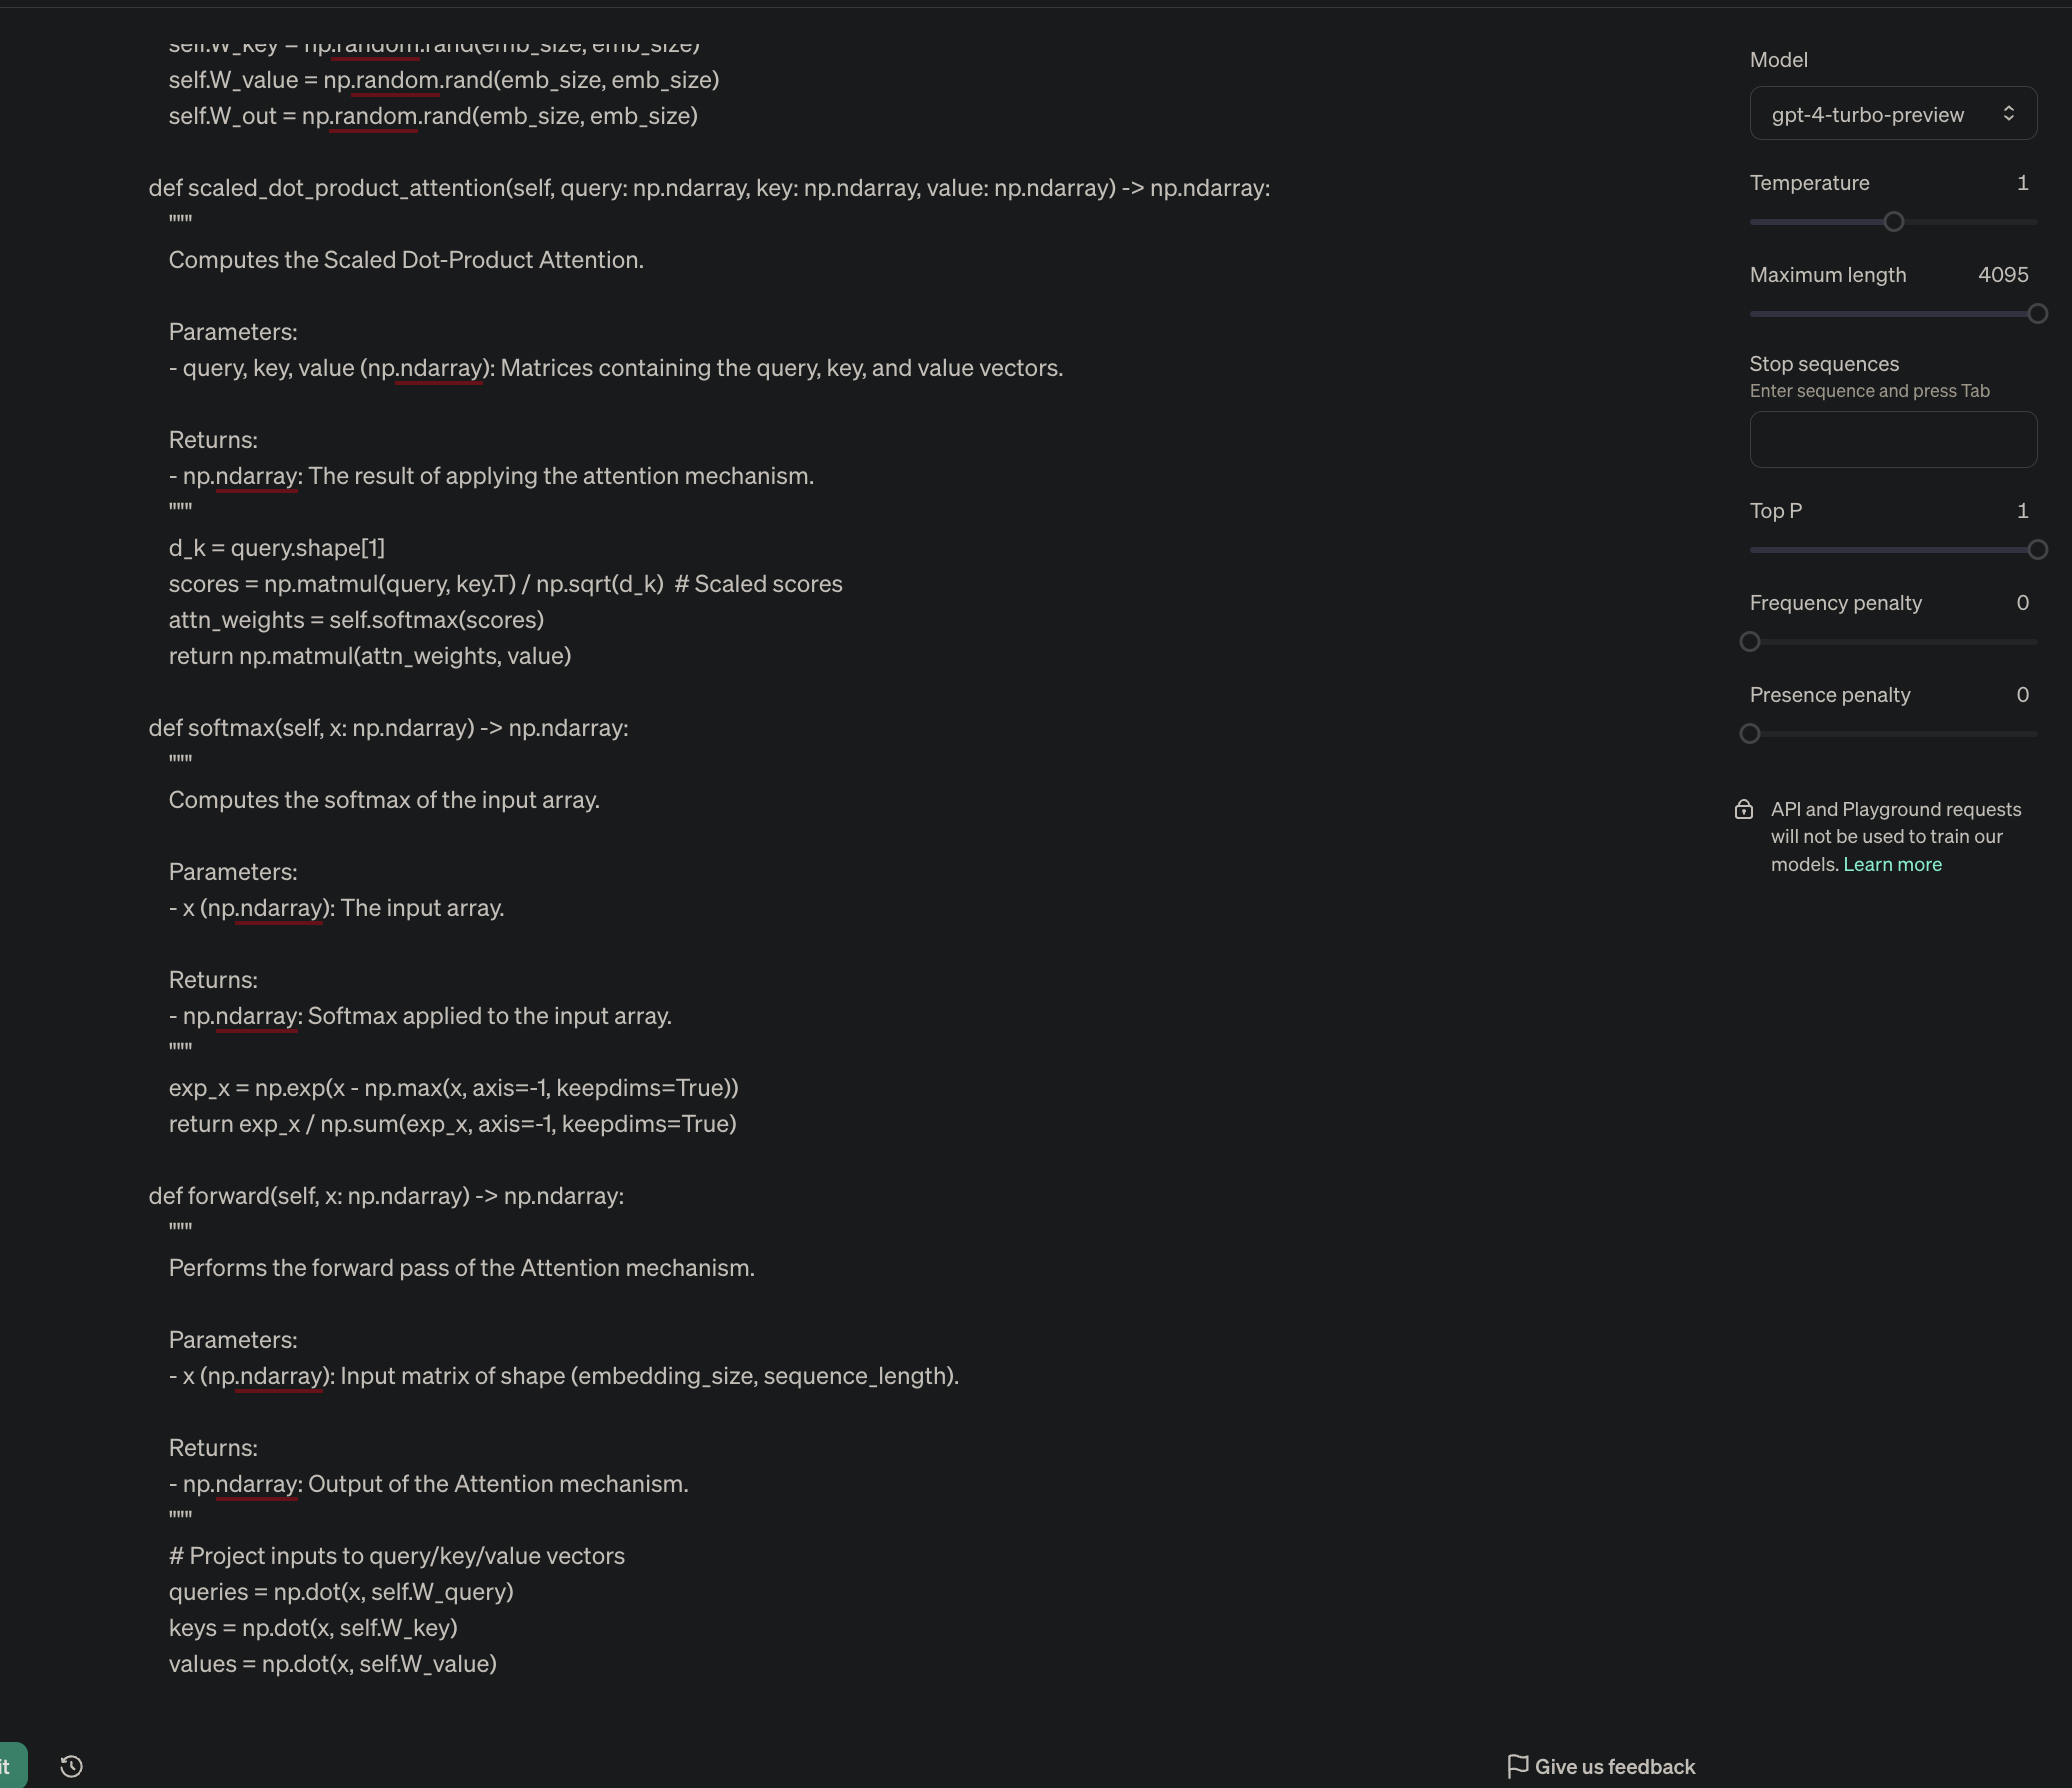 self.W_key = np.random.rand(emb_size, emb_size)
self.W_value = np.random.rand(emb_size, emb_size)
self.W_out = np.random.rand(emb_size, emb_size)
def scaled_dot_product_attention(self, query: np.ndarray, key: np.ndarray, value: np.ndarray) -> np.ndarray:
"""
Computes the Scaled Dot-Product Attention.
Parameters:
- query, key, value (np.ndarray): Matrices containing the query, key, and value vectors.
Returns:
- np.ndarray: The result of applying the attention mechanism.
"""
d_k = query.shape[1]
scores = np.matmul(query, key.T) / np.sqrt(d_k)  # Scaled scores
attn_weights = self.softmax(scores)
return np.matmul(attn_weights, value)
def softmax(self, x: np.ndarray) -> np.ndarray:
"""
Computes the softmax of the input array.
Parameters:
- x (np.ndarray): The input array.
Returns:
- np.ndarray: Softmax applied to the input array.
"""
exp_x = np.exp(x - np.max(x, axis=-1, keepdims=True))
return exp_x / np.sum(exp_x, axis=-1, keepdims=True)
def forward(self, x: np.ndarray) -> np.ndarray:
"""
Performs the forward pass of the Attention mechanism.
Parameters:
- x (np.ndarray): Input matrix of shape (embedding_size, sequence_length).
Returns:
- np.ndarray: Output of the Attention mechanism.
"""
# Project inputs to query/key/value vectors
queries = np.dot(x, self.W_query)
keys = np.dot(x, self.W_key)
values = np.dot(x, self.W_value)
it
Give us feedback
Model
gpt-4-turbo-preview
Temperature 1
Maximum length 4095
Stop sequences
Enter sequence and press Tab
Top P 1
Frequency penalty 0
Presence penalty 0
API and Playground requests
will not be used to train our
models. Learn more